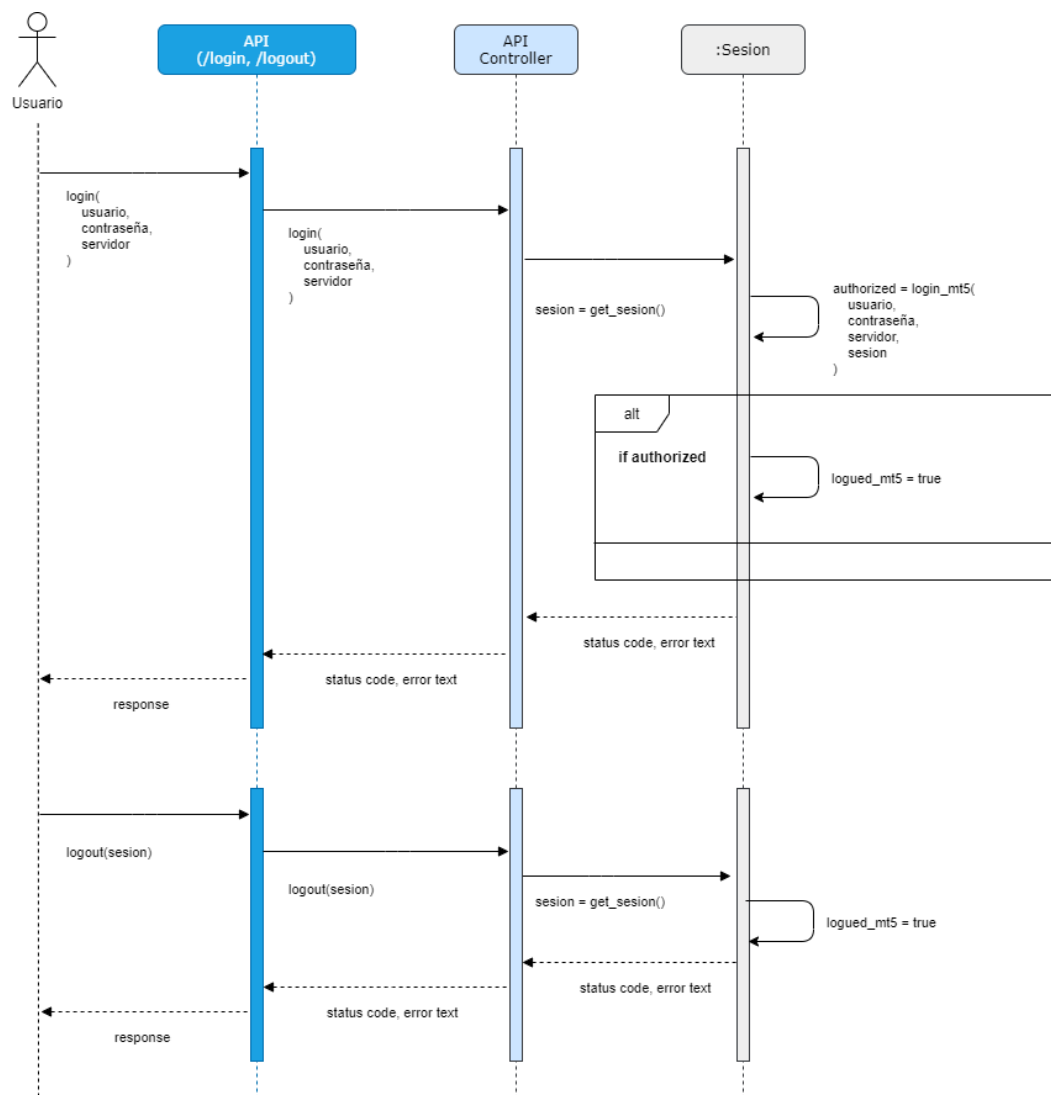 Usuario
API
(/login, /logout)
API
Controller
:Sesion
login(
usuario,
contraseña,
servidor
)
login(
usuario,
contraseña,
servidor
)
sesion = get_sesion()
authorized = login_mt5(
usuario,
contraseña,
servidor,
sesion
)
alt
if authorized
logued_mt5 = true
status code, error text
status code, error text
response
logout(sesion)
logout(sesion)
sesion = get_sesion()
logued_mt5 = true
status code, error text
status code, error text
response